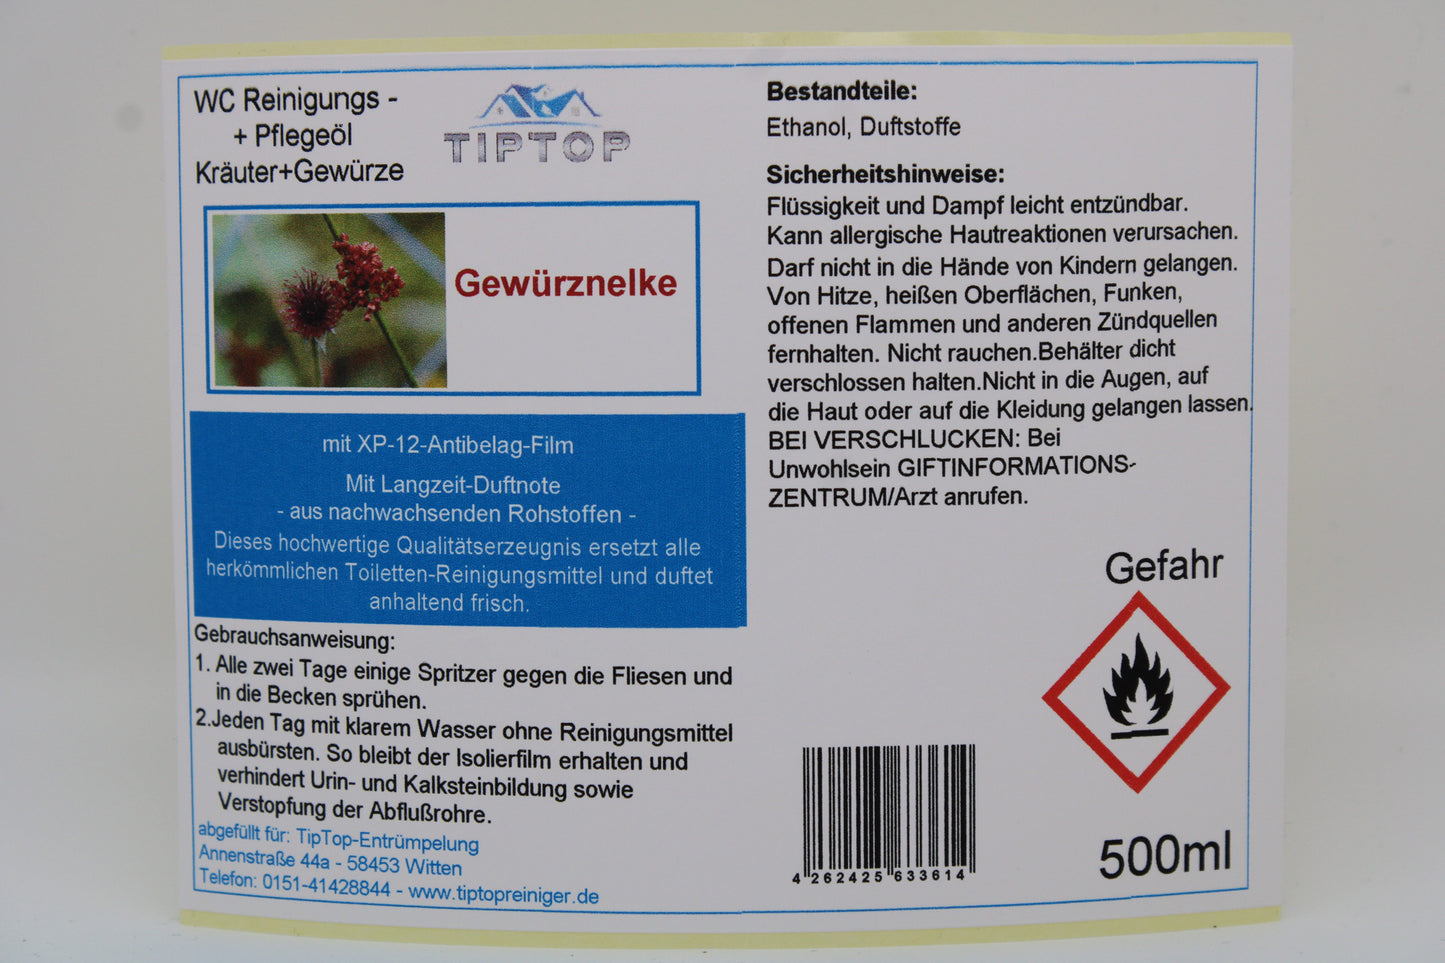 WC Reinigungs -
+ Pflegeöl
Kräuter+Gewürze
TIPTOP
Gewürznelke
mit XP-12-Antibelag-Film
Mit Langzeit-Duftnote
- aus nachwachsenden Rohstoffen -
Dieses hochwertige Qualitätserzeugnis ersetzt alle
herkömmlichen Toiletten-Reinigungsmittel und duftet
anhaltend frisch.
Gebrauchsanweisung:
1. Alle zwei Tage einige Spritzer gegen die Fliesen und
in die Becken sprühen.
2.Jeden Tag mit klarem Wasser ohne Reinigungsmittel
ausbürsten. So bleibt der Isolierfilm erhalten und
verhindert Urin- und Kalksteinbildung sowie
Verstopfung der Abflußrohre.
abgefüllt für: TipTop-Entrümpelung
Annenstraße 44a - 58453 Witten
Telefon: 0151-41428844 - www.tiptopreiniger.de
Bestandteile:
Ethanol, Duftstoffe
Sicherheitshinweise:
Flüssigkeit und Dampf leicht entzündbar.
Kann allergische Hautreaktionen verursachen.
Darf nicht in die Hände von Kindern gelangen.
Von Hitze, heißen Oberflächen, Funken,
offenen Flammen und anderen Zündquellen
fernhalten. Nicht rauchen.Behälter dicht
verschlossen halten.Nicht in die Augen, auf
die Haut oder auf die Kleidung gelangen lassen.
BEI VERSCHLUCKEN: Bei
Unwohlsein GIFTINFORMATIONS-
ZENTRUM/Arzt anrufen.
Gefahr
4 262425 633614
500ml